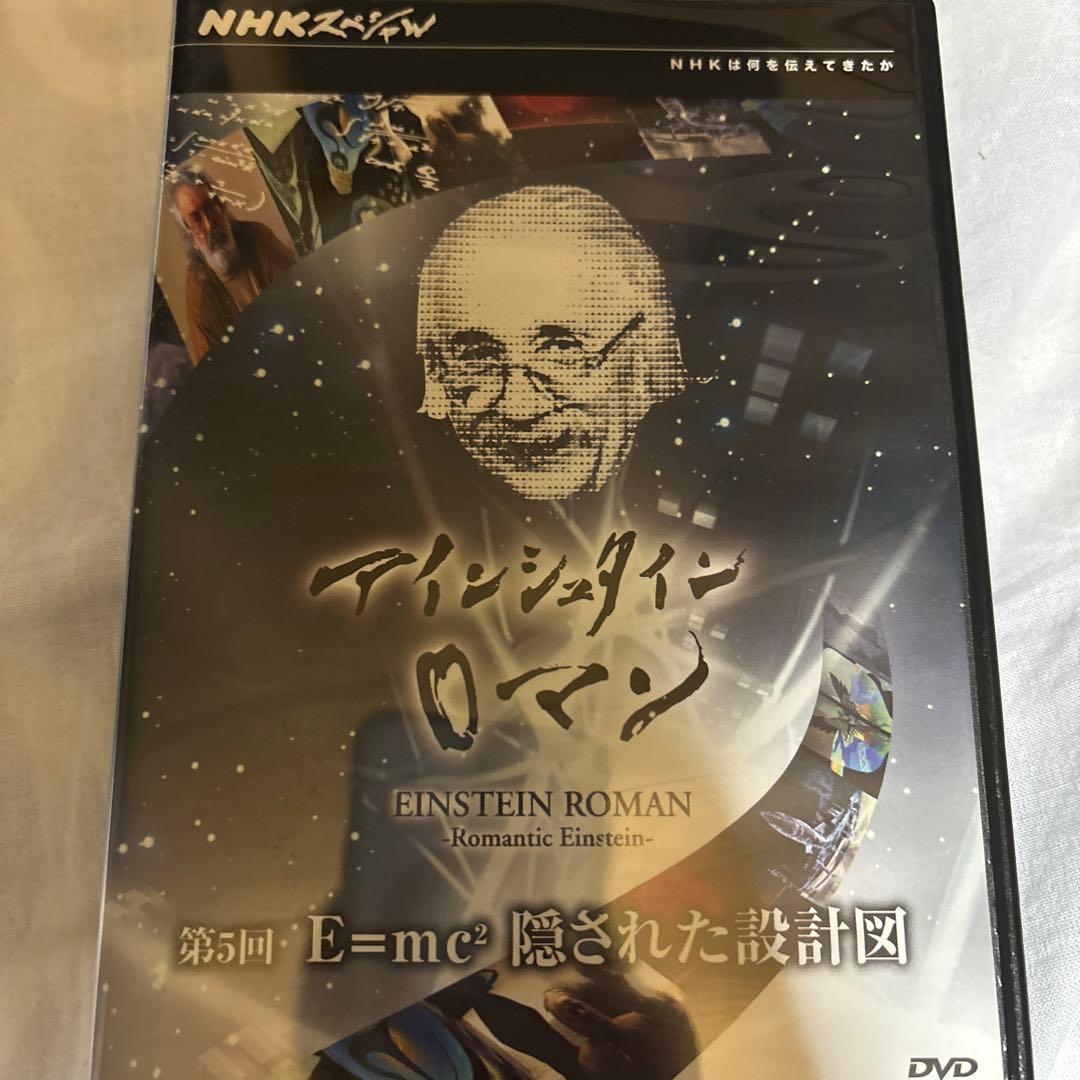 NHKスペシャル
NHKは何を伝えてきたか
アインシュタイン
ロマン
EINSTEIN ROMAN
-Romantic Einstein-
第5回 E=mc² 隠された設計図
DVD